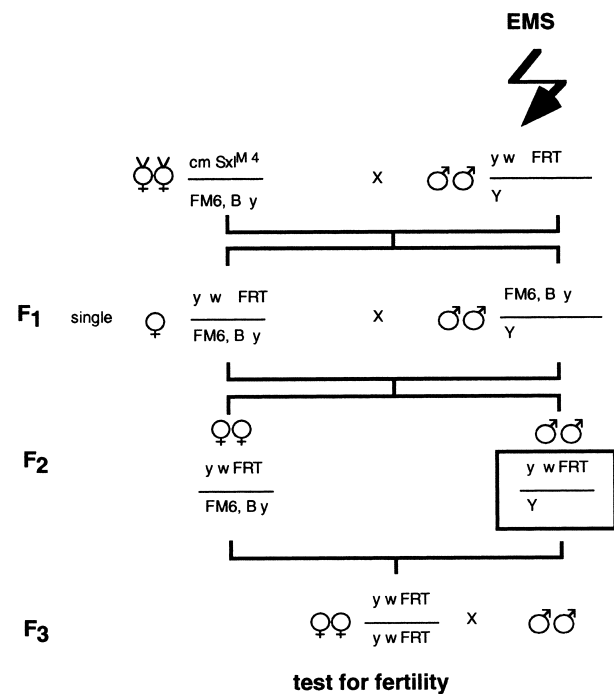 EMS
cm Sxl^M 4
FM6, B y
x
y w FRT
Y
F1
single
y w FRT
FM6, B y
x
FM6, B y
Y
F2
y w FRT
FM6, B y
y w FRT
Y
F3
y w FRT
y w FRT
x
test for fertility